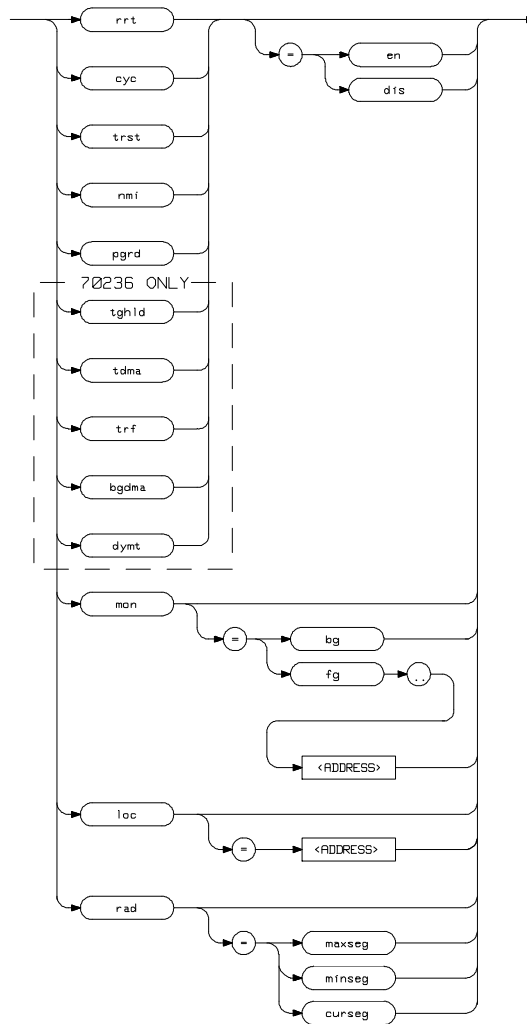 rrt
= en
cyc
dis
trst
nmi
pgrd
70236 ONLY
tghld
tdma
trf
bgdma
dymt
mon
= bg
fg ..
<ADDRESS>
loc
= <ADDRESS>
rad
= maxseg
minseg
curseg